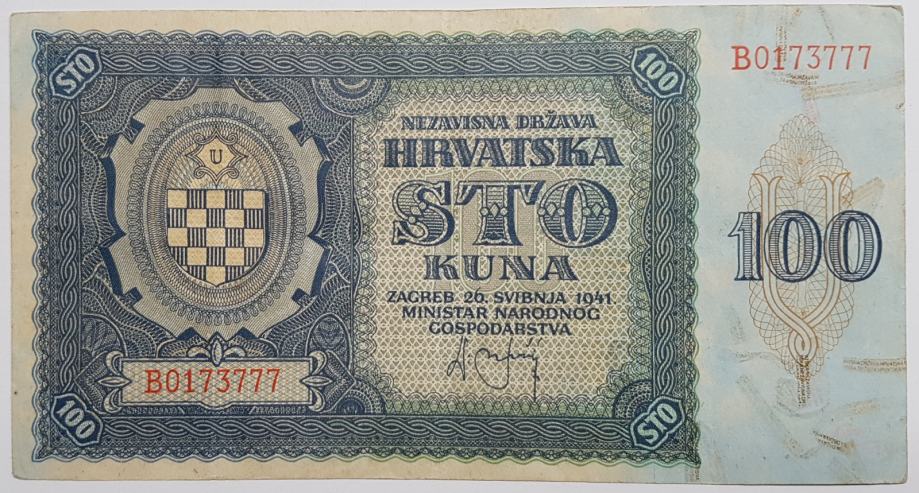 STO
100
B0173777
U
NEZAVISNA DRŽAVA
HRVATSKA
STO
KUNA
ZAGREB 26. SVIBNJA 1941
MINISTAR NARODNOG
GOSPODARSTVA
100
B0173777
100
STO